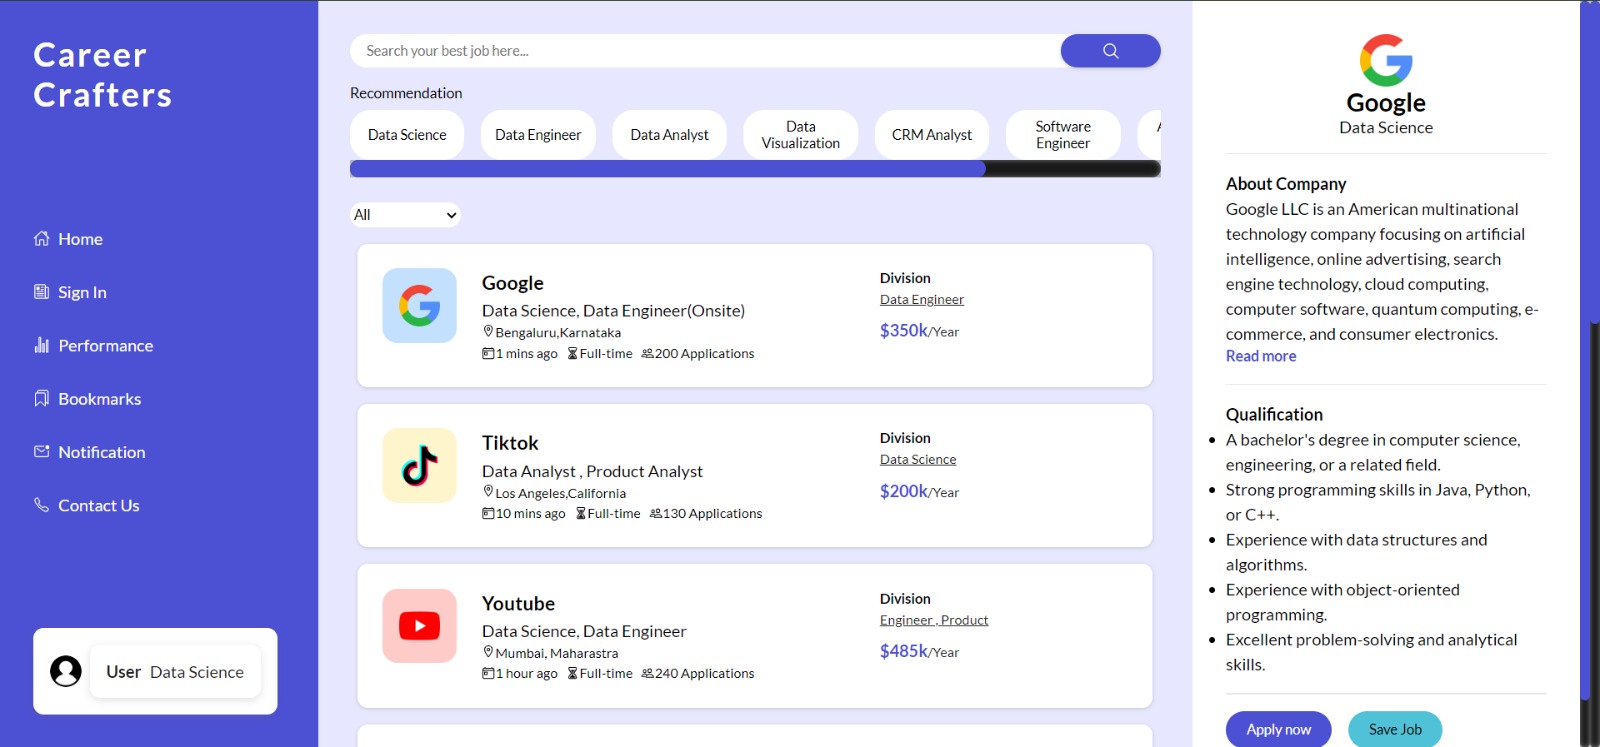 Career
Crafters
Home
Sign In
Performance
Bookmarks
Notification
Contact Us
User Data Science
Search your best job here...
Recommendation
Data Science
Data Engineer
Data Analyst
Data
Visualization
CRM Analyst
Software
Engineer
All
Google
Data Science, Data Engineer(Onsite)
Bengaluru,Karnataka
1 mins ago Full-time 200 Applications
Division
Data Engineer
$350k/Year
Tiktok
Data Analyst , Product Analyst
Los Angeles,California
10 mins ago Full-time 130 Applications
Division
Data Science
$200k/Year
Youtube
Data Science, Data Engineer
Mumbai, Maharastra
1 hour ago Full-time 240 Applications
Division
Engineer , Product
$485k/Year
Google
Data Science
About Company
Google LLC is an American multinational
technology company focusing on artificial
intelligence, online advertising, search
engine technology, cloud computing,
computer software, quantum computing, e-
commerce, and consumer electronics.
Read more
Qualification
A bachelor's degree in computer science,
engineering, or a related field.
Strong programming skills in Java, Python,
or C++.
Experience with data structures and
algorithms.
Experience with object-oriented
programming.
Excellent problem-solving and analytical
skills.
Apply now
Save Job